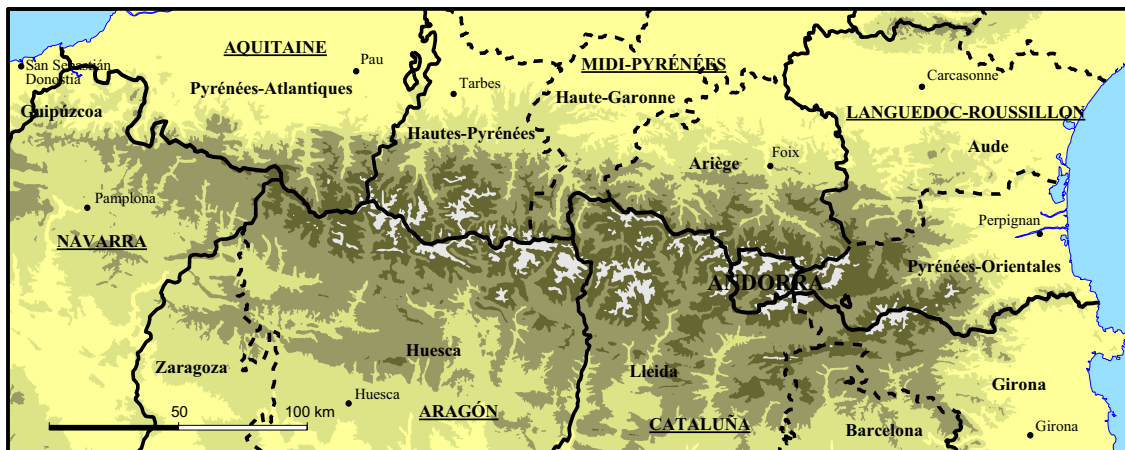 AQUITAINE
San Sebastián
Donostia
Pau
MIDI-PYRÉNÉES
Pyrénées-Atlantiques
Tarbes
Haute-Garonne
Carcasonne
Guipúzcoa
LANGUEDOC-ROUSSILLON
Hautes-Pyrénées
Aude
Ariège
Foix
Pamplona
Perpignan
NAVARRA
Pyrénées-Orientales
ANDORRA
Huesca
Zaragoza
Lleida
Girona
Huesca
ARAGÓN
50
100 km
CATALUÑA
Barcelona
Girona